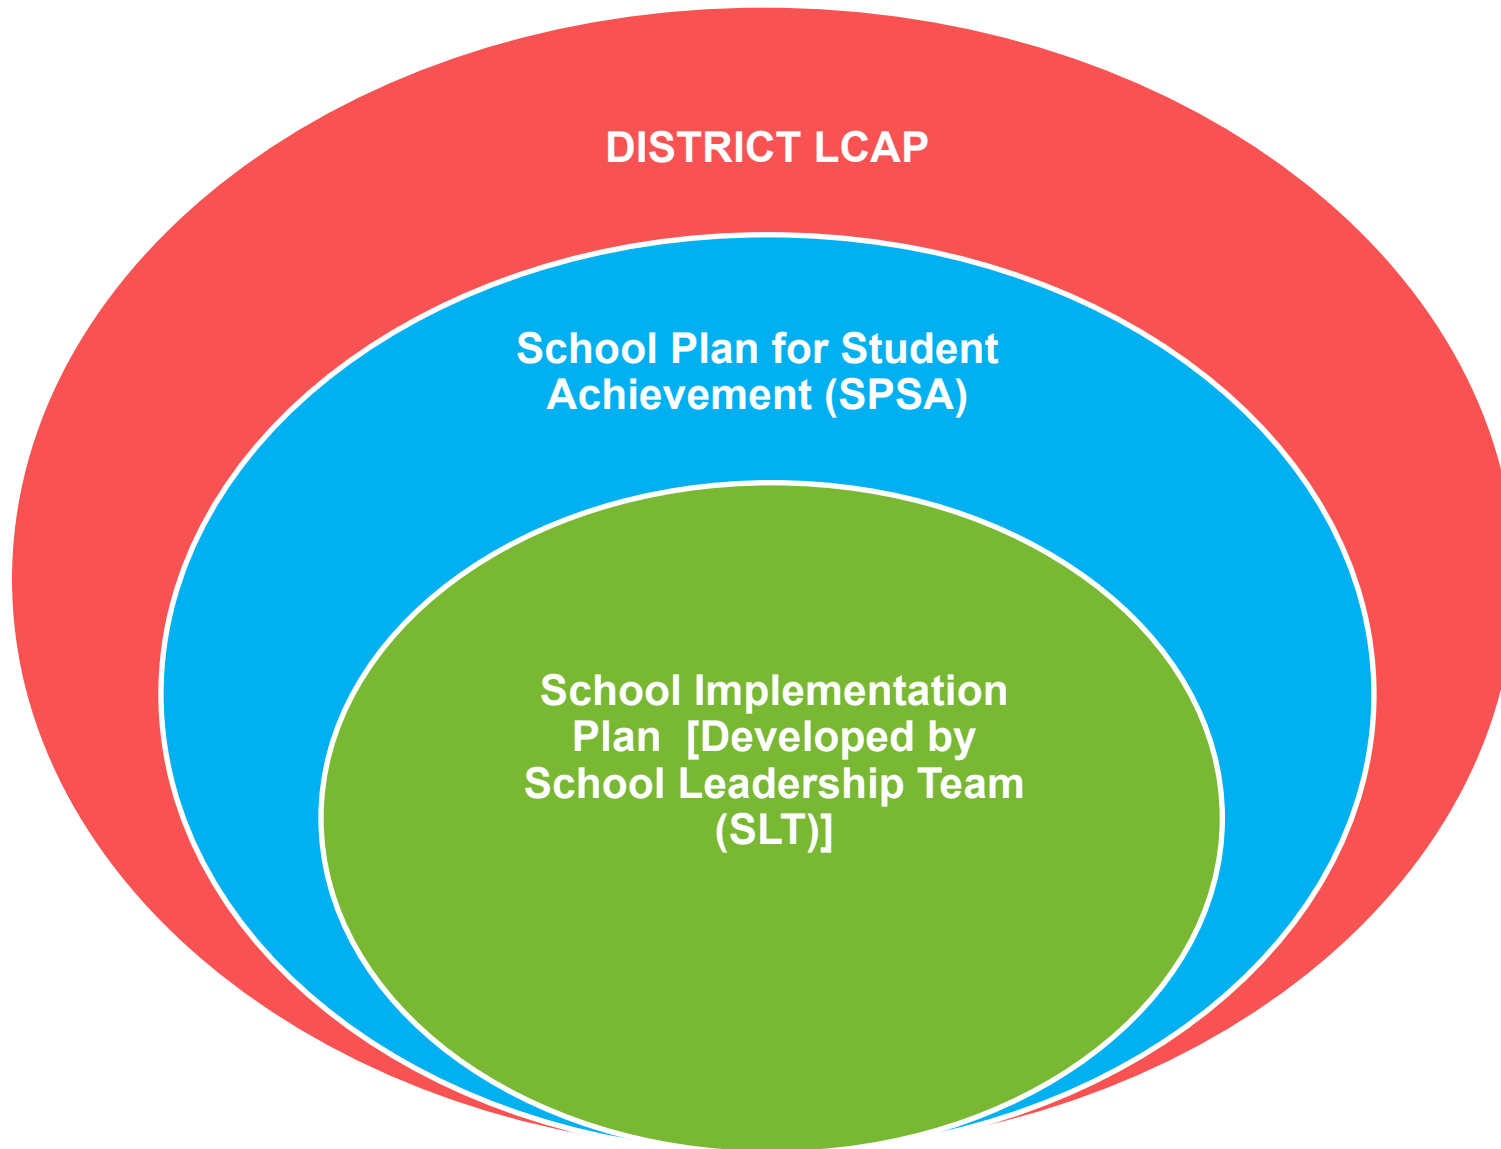 DISTRICT LCAP
School Plan for Student
Achievement (SPSA)
School Implementation
Plan  [Developed by
School Leadership Team
(SLT)]